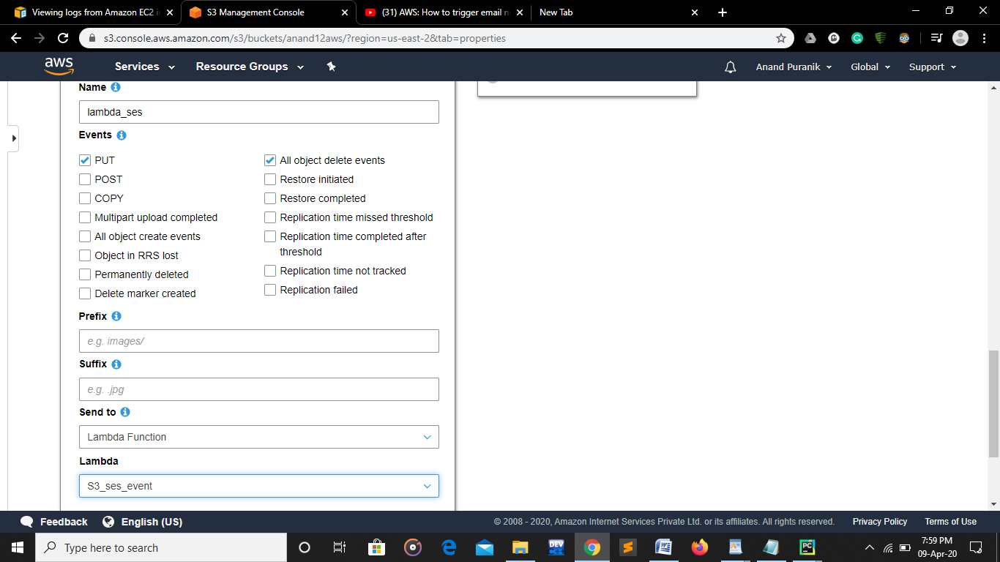 Viewing logs from Amazon EC2 i
S3 Management Console
(31) AWS: How to trigger email n
New Tab
s3.console.aws.amazon.com/s3/buckets/anand12aws/?region=us-east-2&tab=properties
aws
Services
Resource Groups
Anand Puranik
Global
Support
Name
lambda_ses
Events
PUT
POST
COPY
Multipart upload completed
All object create events
Object in RRS lost
Permanently deleted
Delete marker created
All object delete events
Restore initiated
Restore completed
Replication time missed threshold
Replication time completed after
threshold
Replication time not tracked
Replication failed
Prefix
e.g. images/
Suffix
e.g. .jpg
Send to
Lambda Function
Lambda
S3_ses_event
Feedback
English (US)
© 2008 - 2020, Amazon Internet Services Private Ltd. or its affiliates. All rights reserved.
Privacy Policy
Terms of Use
Type here to search
DEV
PC
7:59 PM
09-Apr-20